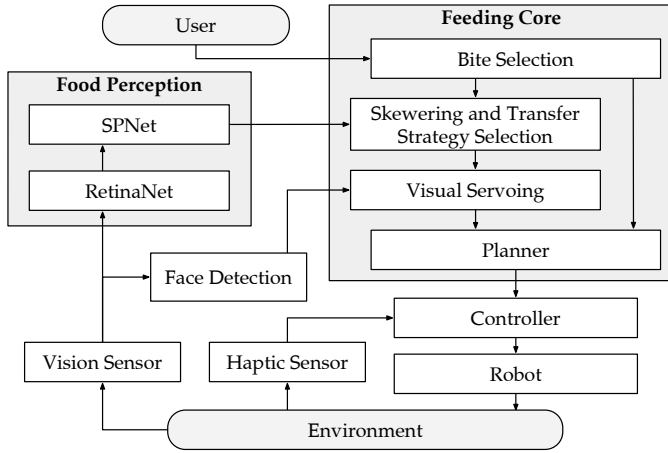 User
Feeding Core
Bite Selection
Food Perception
SPNet
Skewering and Transfer
Strategy Selection
RetinaNet
Visual Servoing
Planner
Face Detection
Controller
Vision Sensor
Haptic Sensor
Robot
Environment